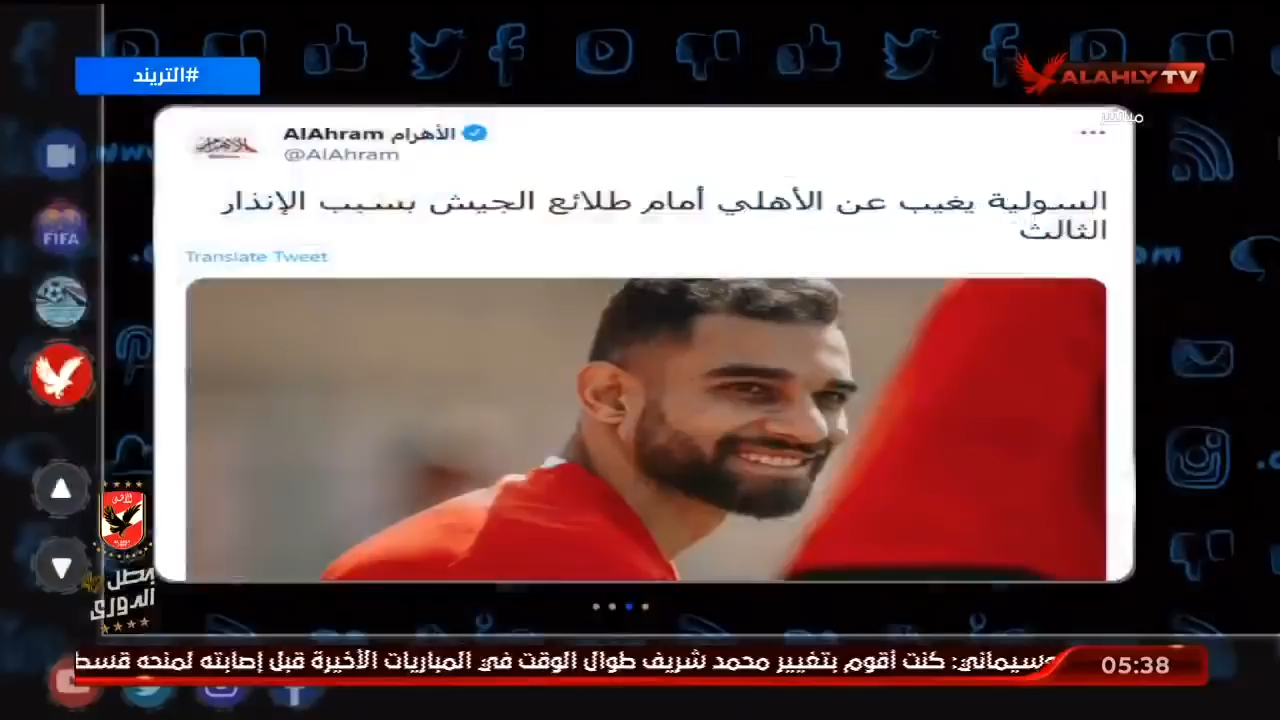 #التريند
ALAHLY TV
مباشر
AlAhram الأهرام
@AlAhram
السولية يغيب عن الأهلي أمام طلائع الجيش بسبب الإنذار
الثالث
Translate Tweet
FIFA
بطل
الدوري
وسيماني: كنت أقوم بتغيير محمد شريف طوال الوقت في المباريات الأخيرة قبل إصابته لمنحه قسط
05:38